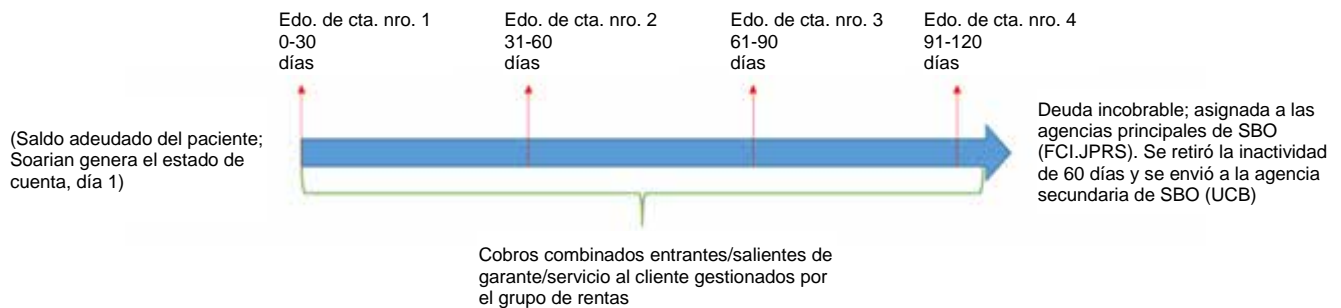 Edo. de cta. nro. 1
0-30
días
Edo. de cta. nro. 2
31-60
días
Edo. de cta. nro. 3
61-90
días
Edo. de cta. nro. 4
91-120
días
(Saldo adeudado del paciente;
Soarian genera el estado de
cuenta, día 1)
Deuda incobrable; asignada a las
agencias principales de SBO
(FCI.JPRS). Se retiró la inactividad
de 60 días y se envió a la agencia
secundaria de SBO (UCB)
Cobros combinados entrantes/salientes de
garante/servicio al cliente gestionados por
el grupo de rentas